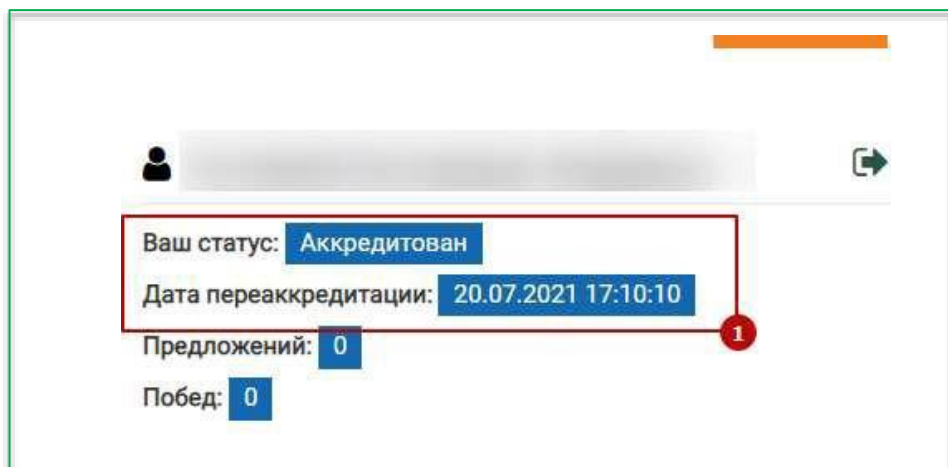 Ваш статус: Аккредитован
Дата переаккредитации: 20.07.2021 17:10:10
1
Предложений: 0
Побед: 0